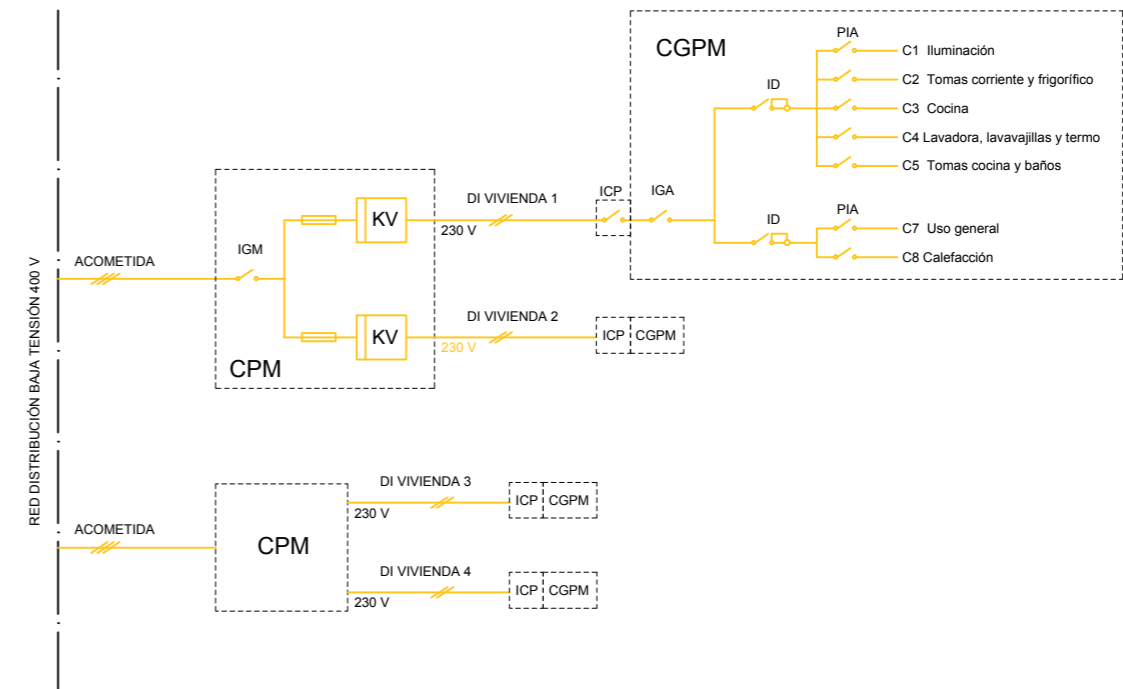 RED DISTRIBUCIÓN BAJA TENSIÓN 400 V
CGPM
PIA
C1 Iluminación
C2 Tomas corriente y frigorífico
ID
C3 Cocina
C4 Lavadora, lavavajillas y termo
C5 Tomas cocina y baños
ACOMETIDA
IGM
KV
DI VIVIENDA 1
230 V
ICP
IGA
ID
PIA
C7 Uso general
C8 Calefacción
KV
DI VIVIENDA 2
230 V
ICP
CGPM
CPM
ACOMETIDA
CPM
DI VIVIENDA 3
230 V
ICP
CGPM
DI VIVIENDA 4
230 V
ICP
CGPM